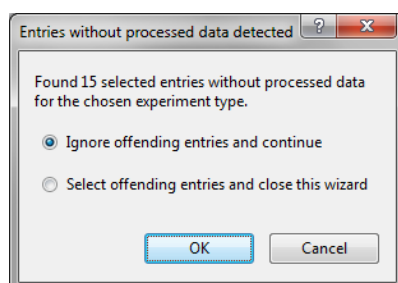 Entries without processed data detected
Found 15 selected entries without processed data
for the chosen experiment type.
Ignore offending entries and continue
Select offending entries and close this wizard
OK Cancel